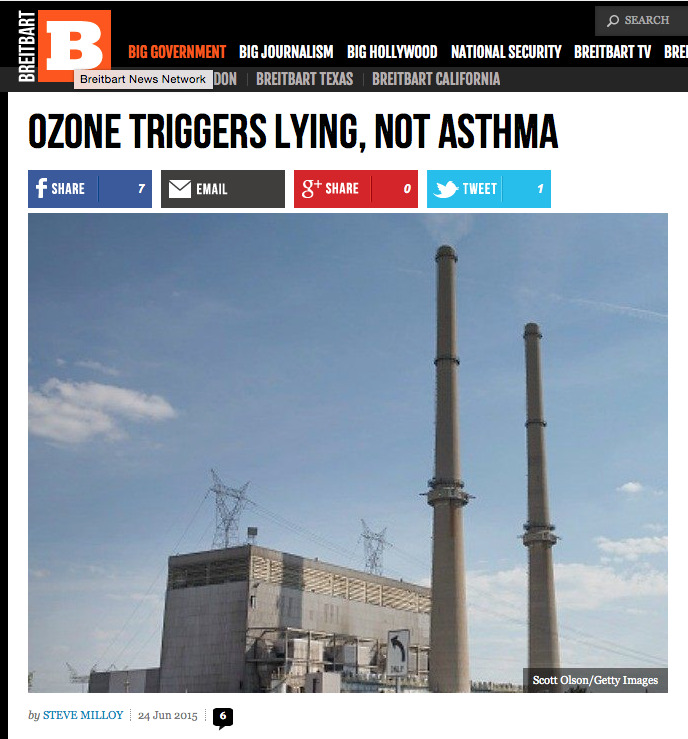 BREITBART
B
SEARCH
BIG GOVERNMENT BIG JOURNALISM BIG HOLLYWOOD NATIONAL SECURITY BREITBART TV BREI
Breitbart News Network DON BREITBART TEXAS BREITBART CALIFORNIA
OZONE TRIGGERS LYING, NOT ASTHMA
f SHARE 7 EMAIL g+ SHARE 0 TWEET 1
ONLY
Scott Olson/Getty Images
by STEVE MILLOY 24 Jun 2015 6